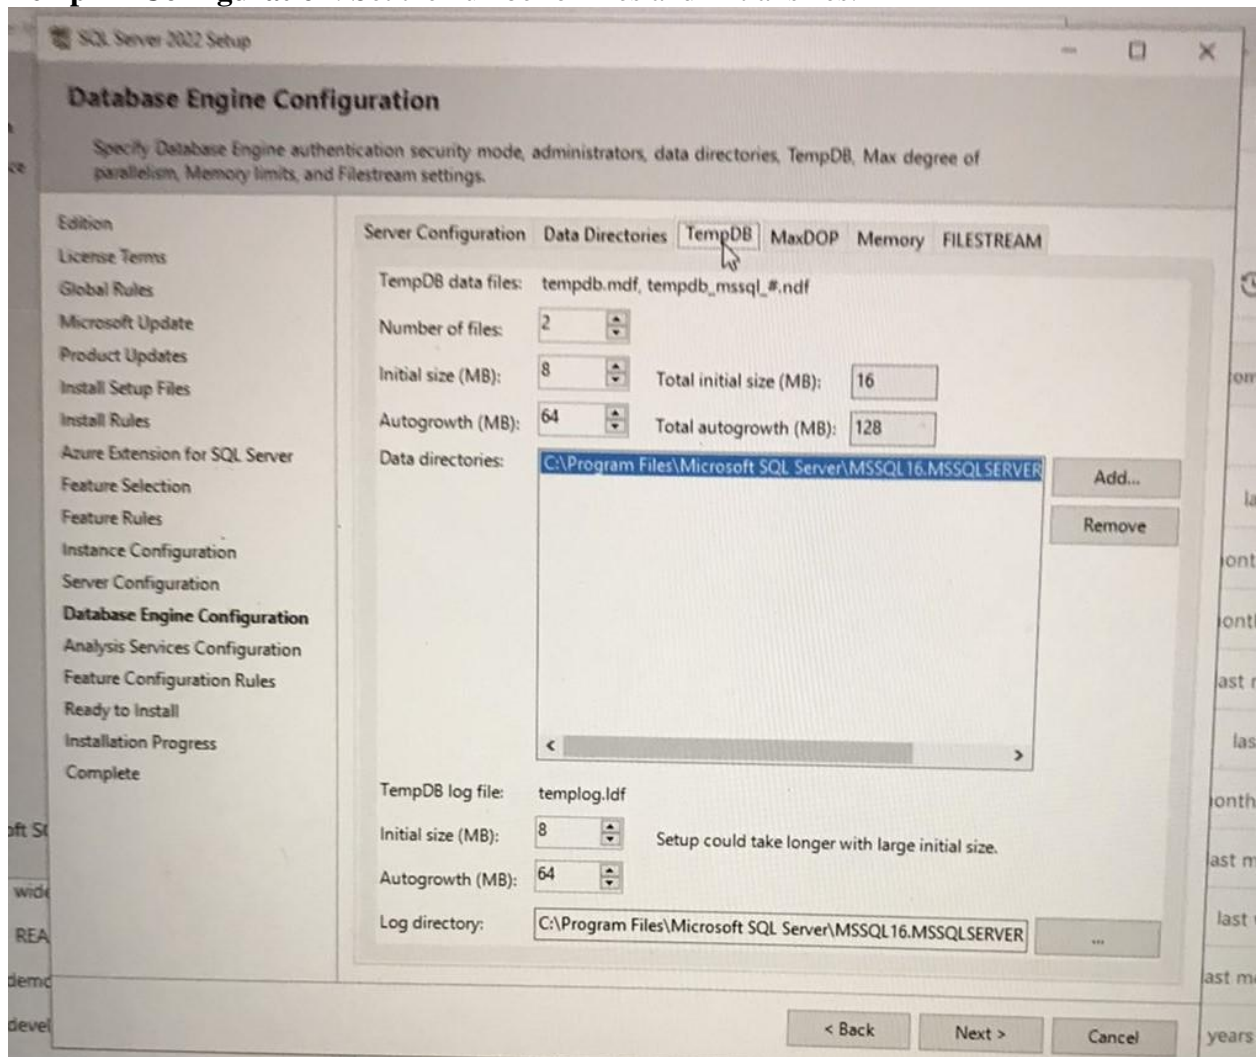 SQL Server 2022 Setup
Database Engine Configuration
Specify Database Engine authentication security mode, administrators, data directories, TempDB, Max degree of
parallelism, Memory limits, and Filestream settings.
Edition
License Terms
Global Rules
Microsoft Update
Product Updates
Install Setup Files
Install Rules
Azure Extension for SQL Server
Feature Selection
Feature Rules
Instance Configuration
Server Configuration
Database Engine Configuration
Analysis Services Configuration
Feature Configuration Rules
Ready to Install
Installation Progress
Complete
Server Configuration Data Directories TempDB MaxDOP Memory FILESTREAM
TempDB data files: tempdb.mdf, tempdb_mssql_#.ndf
Number of files: 2
Initial size (MB): 8 Total initial size (MB): 16
Autogrowth (MB): 64 Total autogrowth (MB): 128
Data directories: C:\Program Files\Microsoft SQL Server\MSSQL16.MSSQLSERVER
Add...
Remove
TempDB log file: templog.ldf
Initial size (MB): 8 Setup could take longer with large initial size.
Autogrowth (MB): 64
Log directory: C:\Program Files\Microsoft SQL Server\MSSQL16.MSSQLSERVER ...
< Back Next > Cancel
years